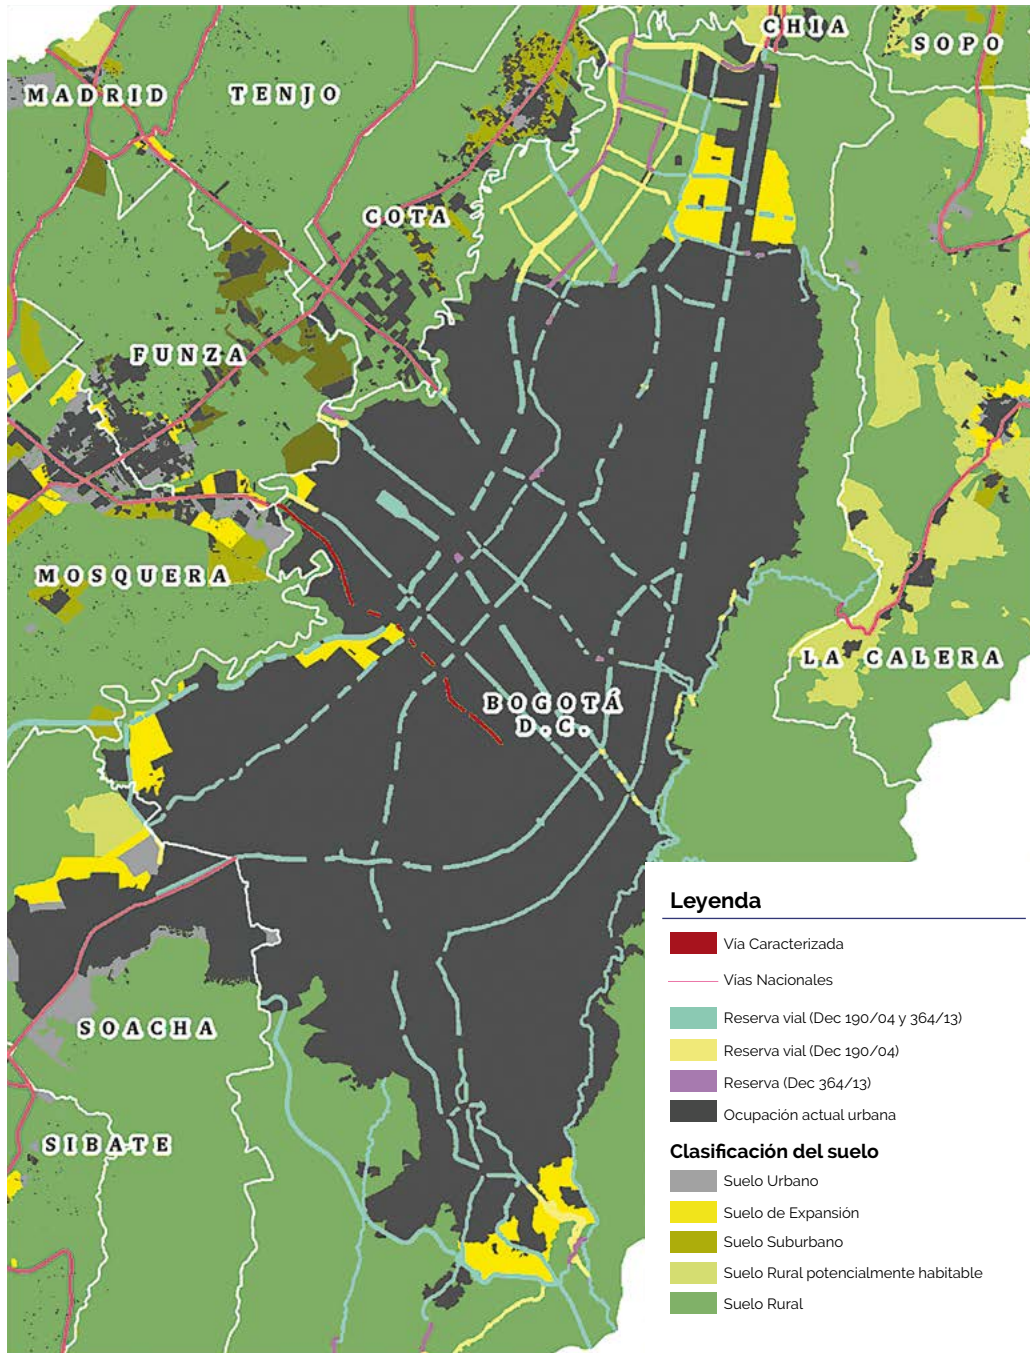 CHIA
SOPO
MADRID
TENJO
COTA
FUNZA
MOSQUERA
LA CALERA
BOGOTÁ
D.C.
SOACHA
SIBATE
Leyenda
Vía Caracterizada
Vías Nacionales
Reserva vial (Dec 190/04 y 364/13)
Reserva vial (Dec 190/04)
Reserva (Dec 364/13)
Ocupación actual urbana
Clasificación del suelo
Suelo Urbano
Suelo de Expansión
Suelo Suburbano
Suelo Rural potencialmente habitable
Suelo Rural